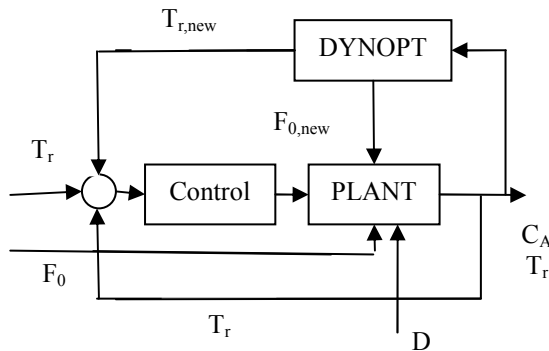 T_r,new
DYNOPT
F_0,new
T_r
Control
PLANT
C_A
T_r
F_0
T_r
D